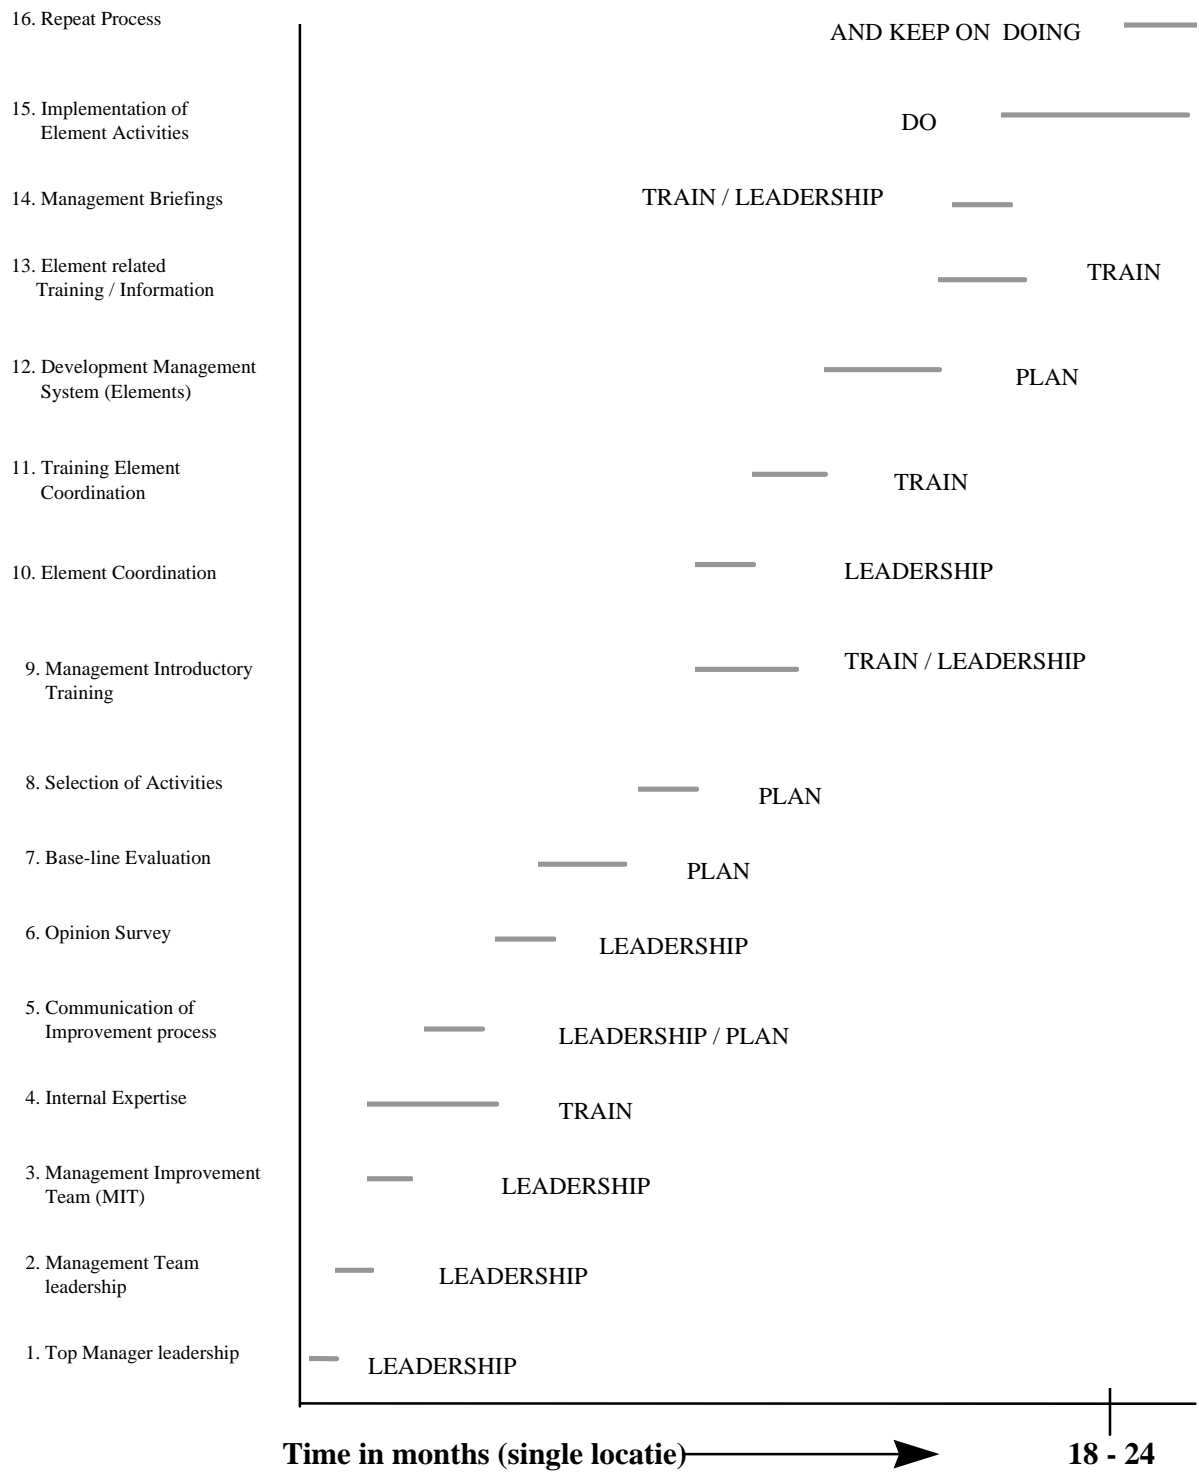 16. Repeat Process
AND KEEP ON  DOING
15. Implementation of
Element Activities
DO
14. Management Briefings
TRAIN / LEADERSHIP
13. Element related
Training / Information
TRAIN
12. Development Management
System (Elements)
PLAN
11. Training Element
Coordination
TRAIN
10. Element Coordination
LEADERSHIP
9. Management Introductory
Training
TRAIN / LEADERSHIP
8. Selection of Activities
PLAN
7. Base-line Evaluation
PLAN
6. Opinion Survey
LEADERSHIP
5. Communication of
Improvement process
LEADERSHIP / PLAN
4. Internal Expertise
TRAIN
3. Management Improvement
Team (MIT)
LEADERSHIP
2. Management Team
leadership
LEADERSHIP
1. Top Manager leadership
LEADERSHIP
Time in months (single locatie)
18 - 24